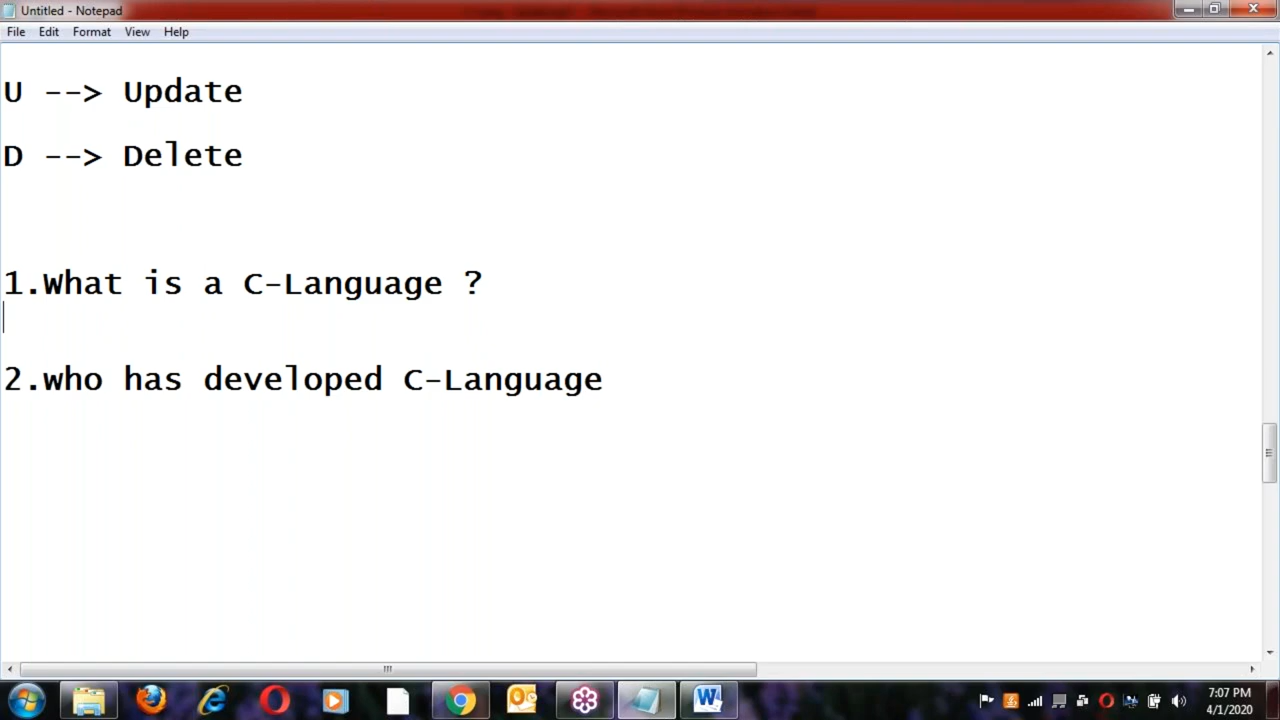 Untitled - Notepad
File Edit Format View Help
U --> Update
D --> Delete
1.What is a C-Language ?
2.who has developed C-Language
7:07 PM
4/1/2020